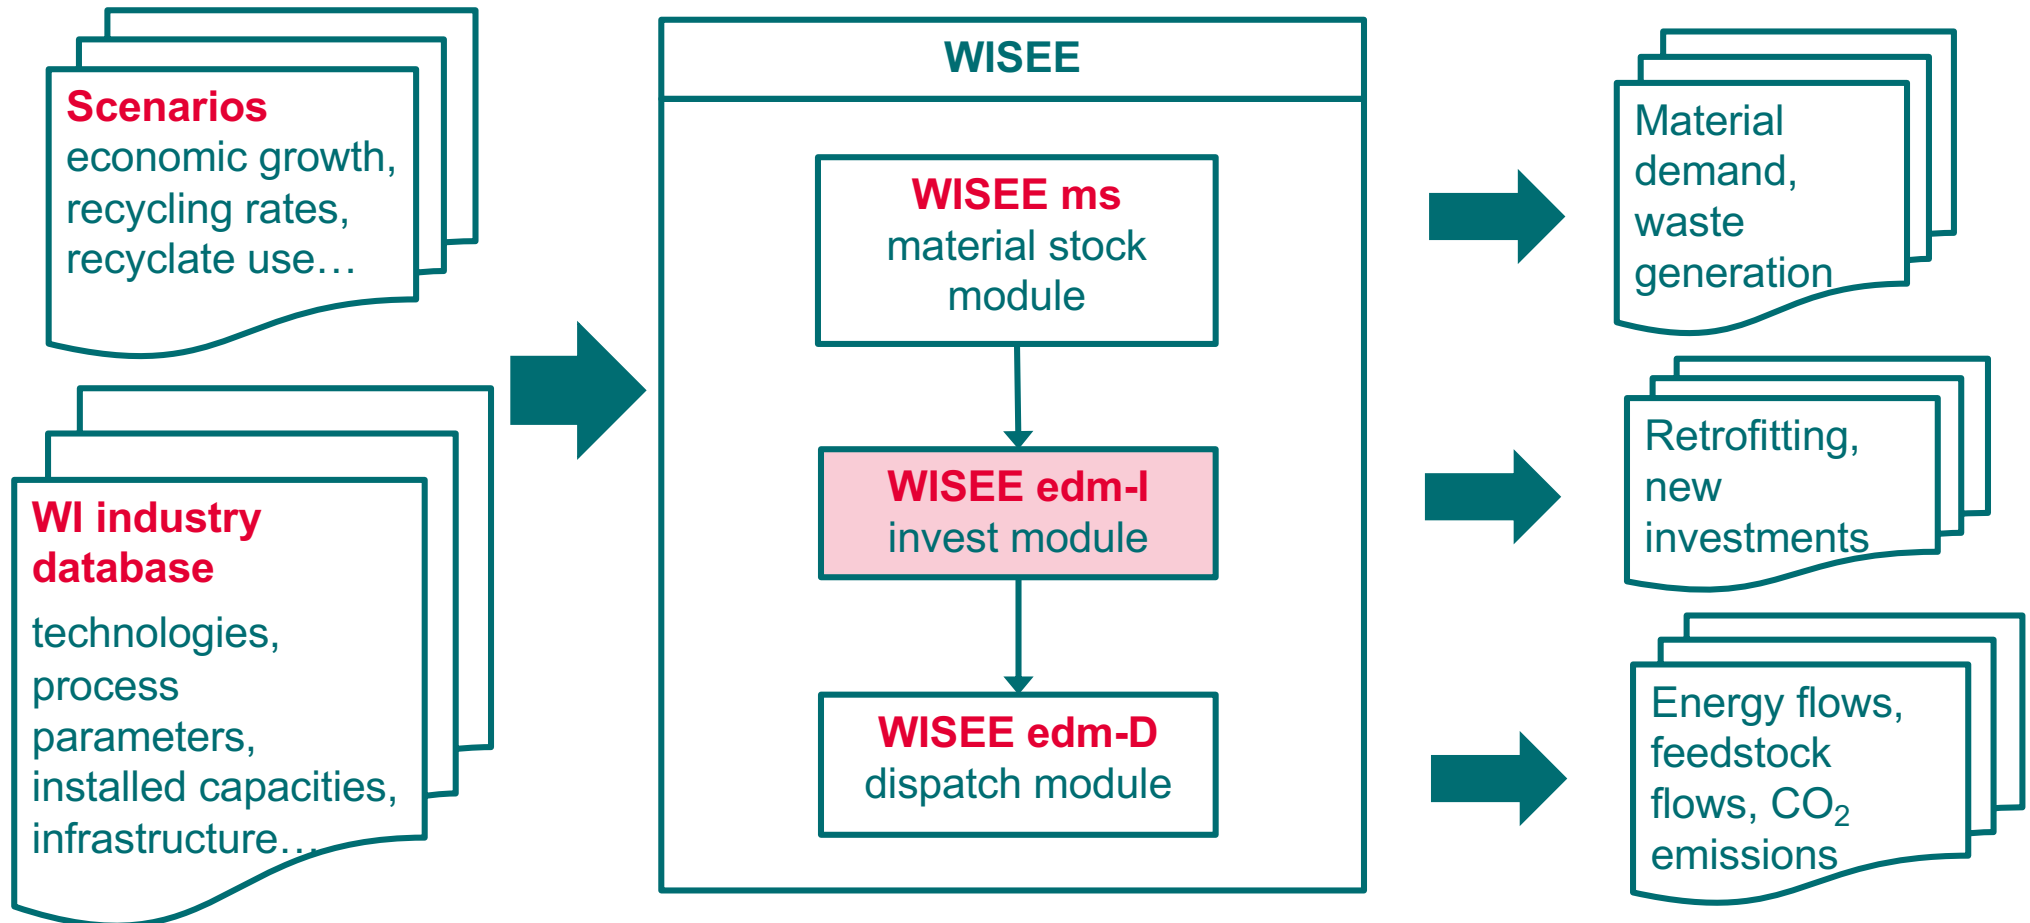 Scenarios
economic growth,
recycling rates,
recyclate use…
WI industry
database
technologies,
process
parameters,
installed capacities,
infrastructure…
WISEE
WISEE ms
material stock
module
WISEE edm-I
invest module
WISEE edm-D
dispatch module
Material
demand,
waste
generation
Retrofitting,
new
investments
Energy flows,
feedstock
flows, CO₂
emissions